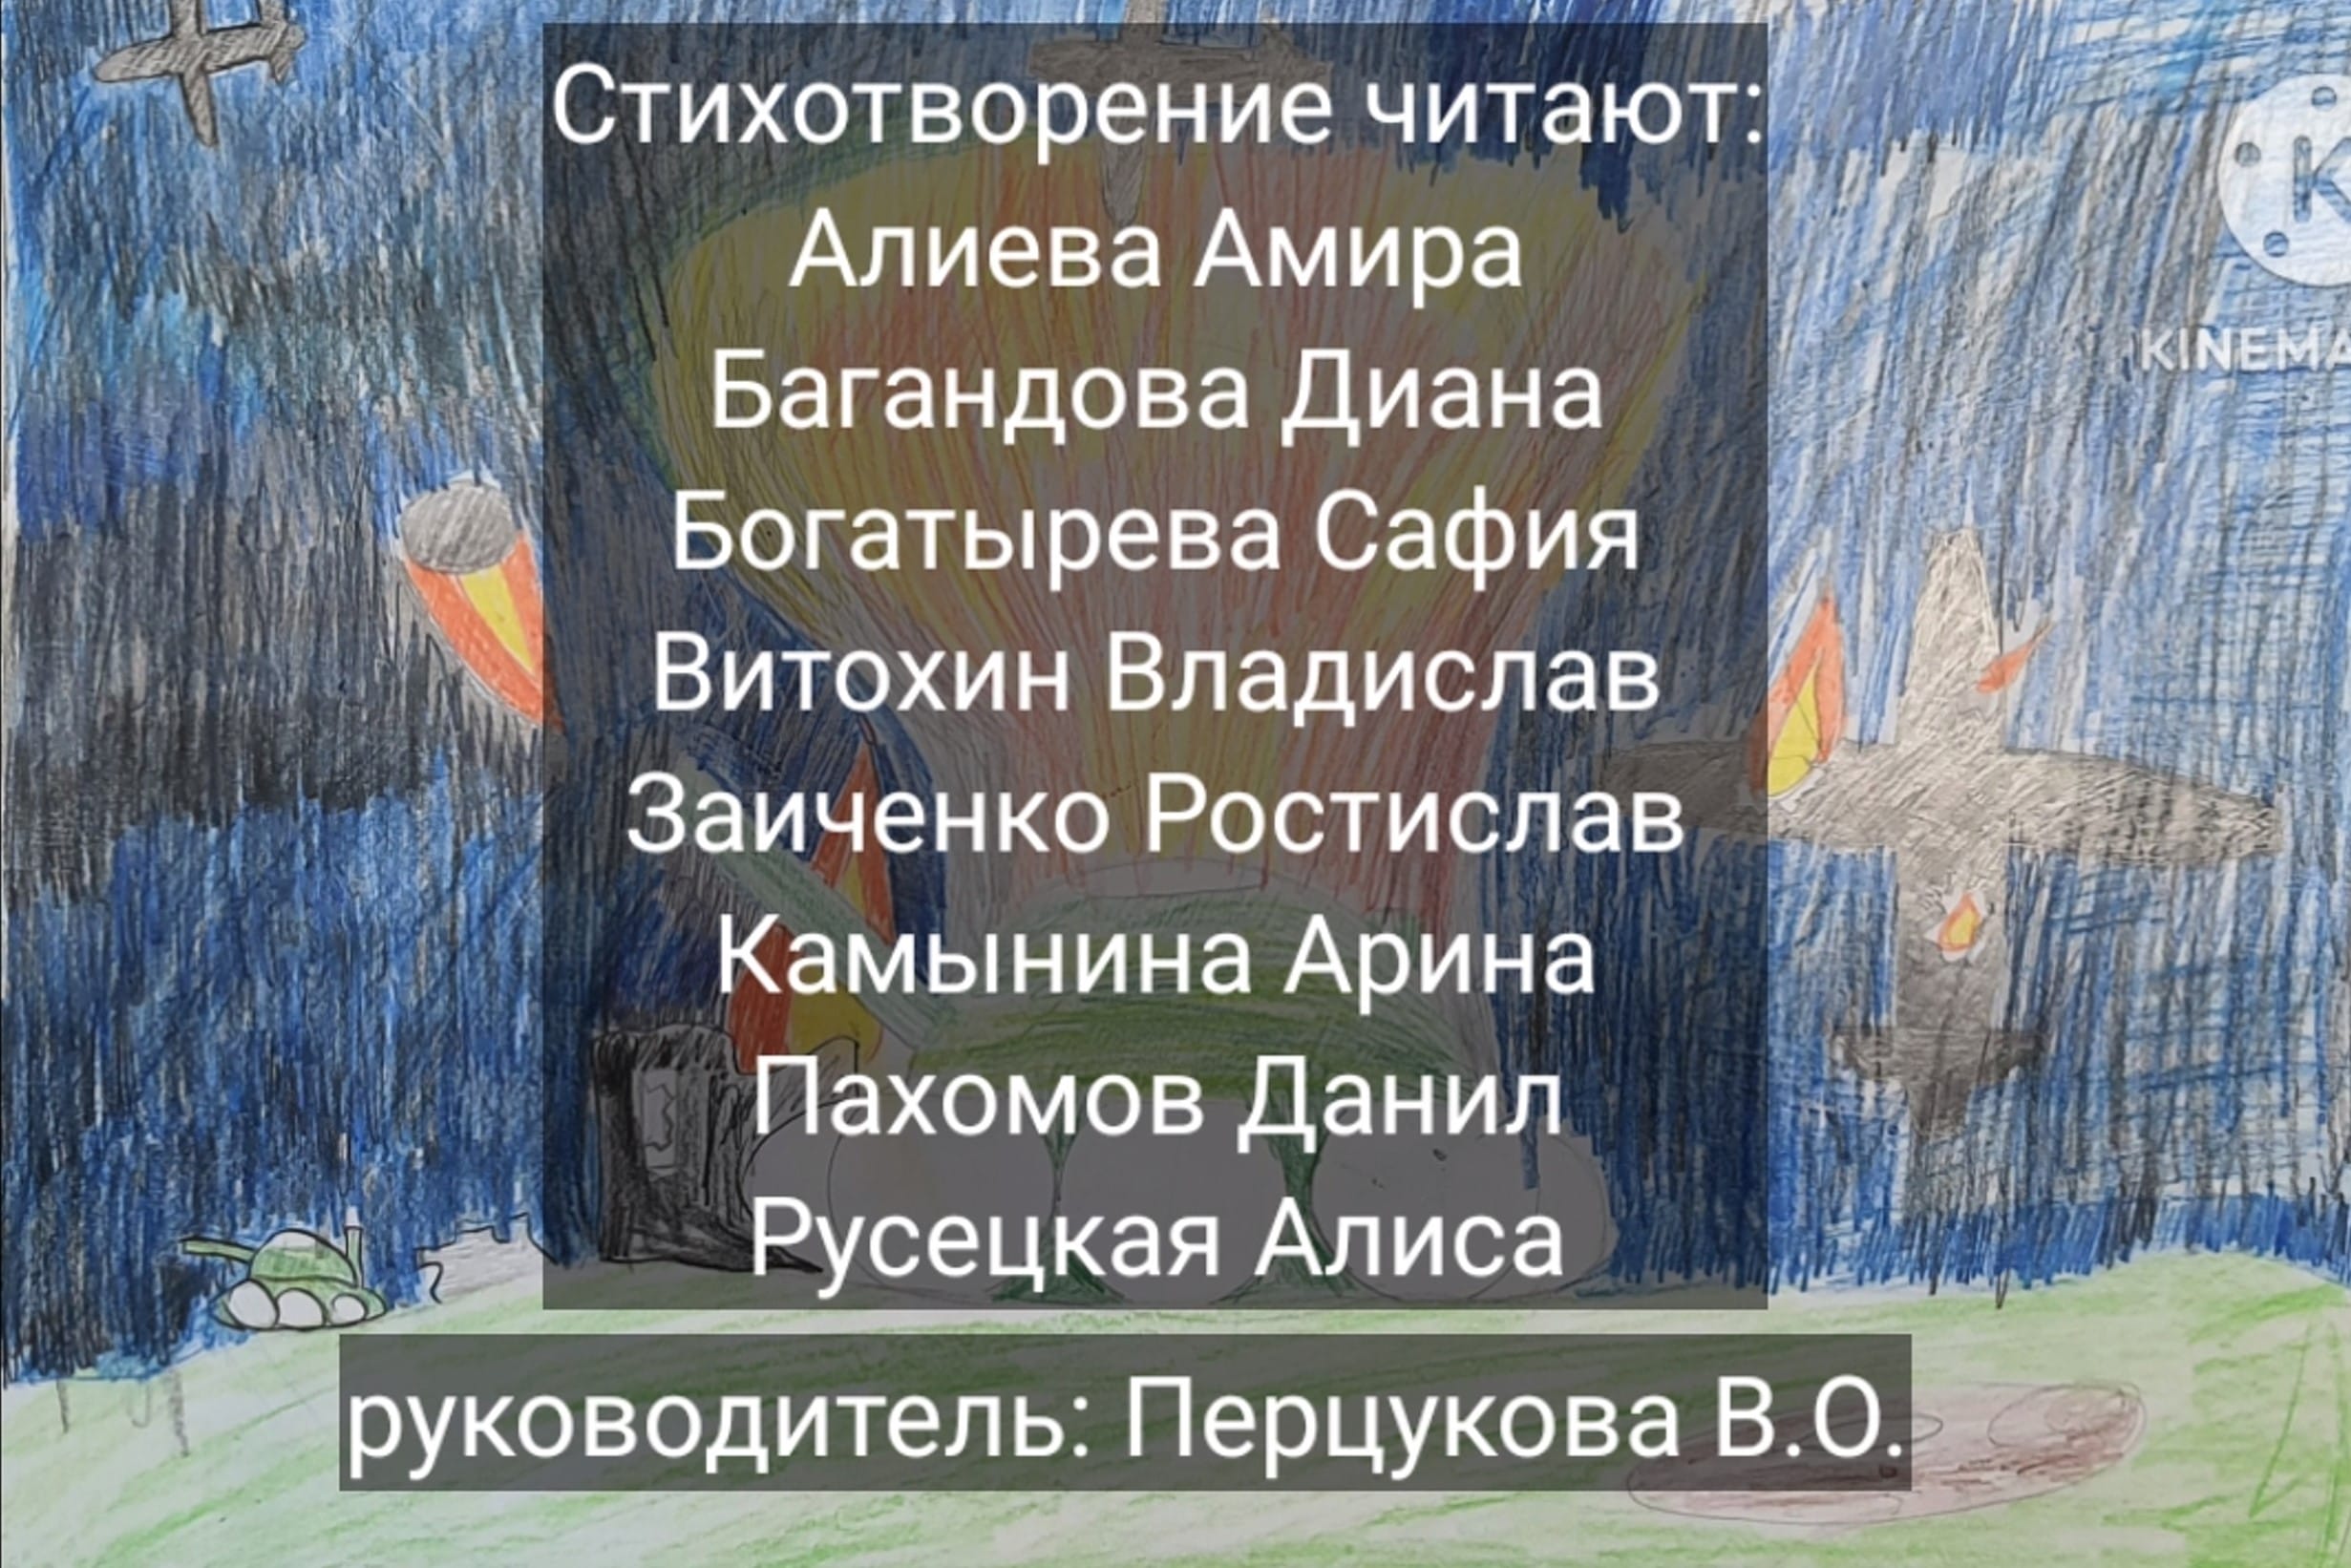 Стихотворение читают:
Алиева Амира
Багандова Диана
Богатырева Сафия
Витохин Владислав
Заиченко Ростислав
Камынина Арина
Пахомов Данил
Русецкая Алиса
руководитель: Перцукова В.О.
K
KINEMA